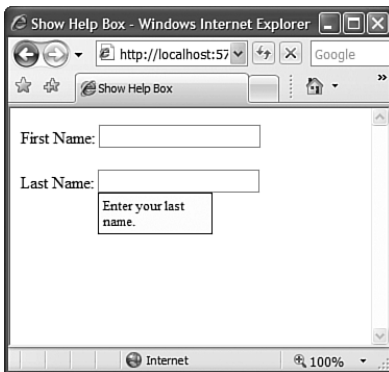 Show Help Box - Windows Internet Explorer
http://localhost:57
Google
Show Help Box
»
First Name:
Last Name:
Enter your last
name.
Internet
100%